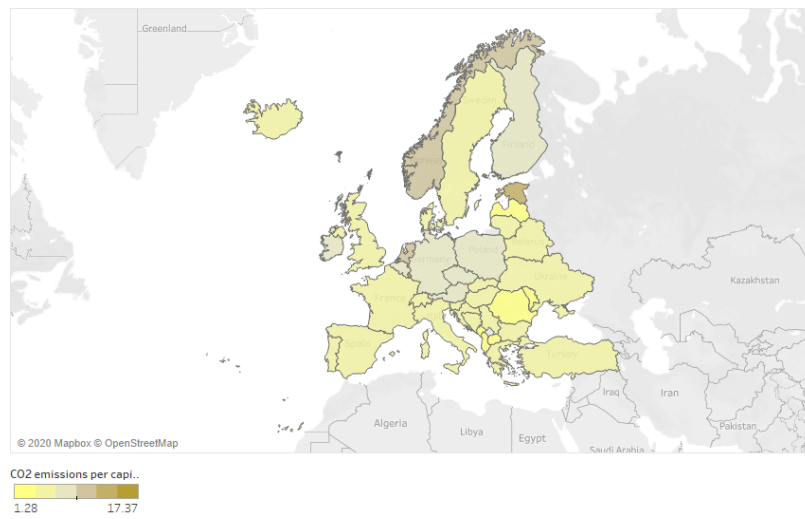 Greenland
Sweden
Finland
Poland
Germany
Belarus
Ukraine
France
Kazakhstan
Spain
Turkey
Iraq
Iran
Algeria
Libya
Egypt
Pakistan
Saudi Arabia
© 2020 Mapbox © OpenStreetMap
CO2 emissions per capi..
1.28 17.37